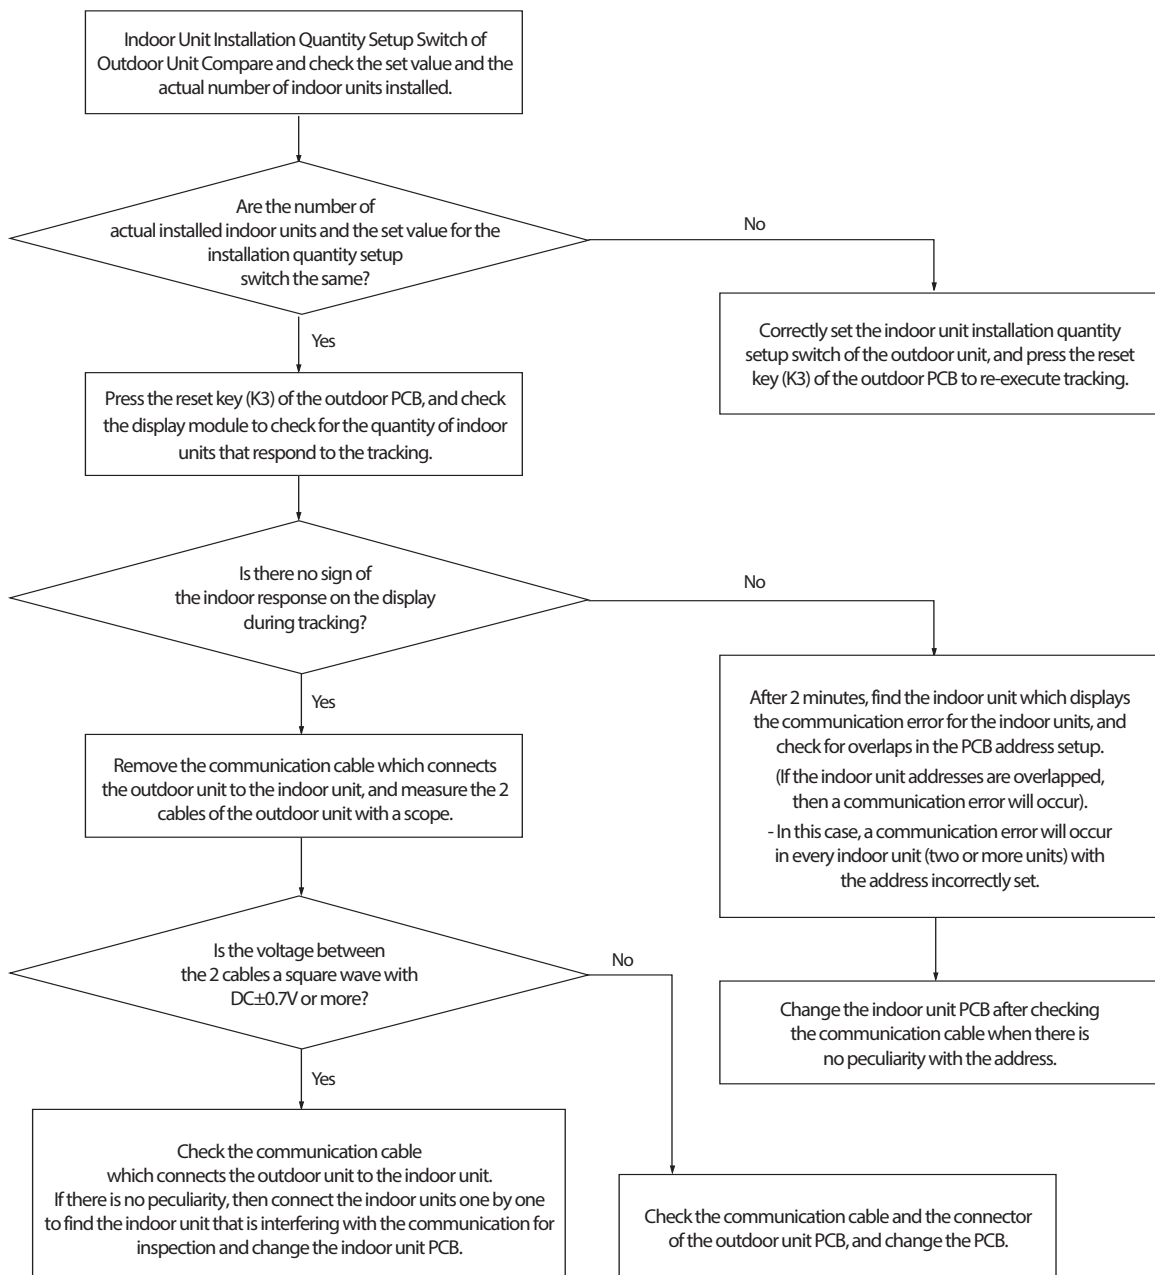 Indoor Unit Installation Quantity Setup Switch of
Outdoor Unit Compare and check the set value and the
actual number of indoor units installed.
Are the number of
actual installed indoor units and the set value for the
installation quantity setup
switch the same?
No
Yes
Correctly set the indoor unit installation quantity
setup switch of the outdoor unit, and press the reset
key (K3) of the outdoor PCB to re-execute tracking.
Press the reset key (K3) of the outdoor PCB, and check
the display module to check for the quantity of indoor
units that respond to the tracking.
Is there no sign of
the indoor response on the display
during tracking?
No
Yes
After 2 minutes, find the indoor unit which displays
the communication error for the indoor units, and
check for overlaps in the PCB address setup.
(If the indoor unit addresses are overlapped,
then a communication error will occur).
- In this case, a communication error will occur
in every indoor unit (two or more units) with
the address incorrectly set.
Remove the communication cable which connects
the outdoor unit to the indoor unit, and measure the 2
cables of the outdoor unit with a scope.
Is the voltage between
the 2 cables a square wave with
DC±0.7V or more?
No
Yes
Change the indoor unit PCB after checking
the communication cable when there is
no peculiarity with the address.
Check the communication cable
which connects the outdoor unit to the indoor unit.
If there is no peculiarity, then connect the indoor units one by one
to find the indoor unit that is interfering with the communication for
inspection and change the indoor unit PCB.
Check the communication cable and the connector
of the outdoor unit PCB, and change the PCB.